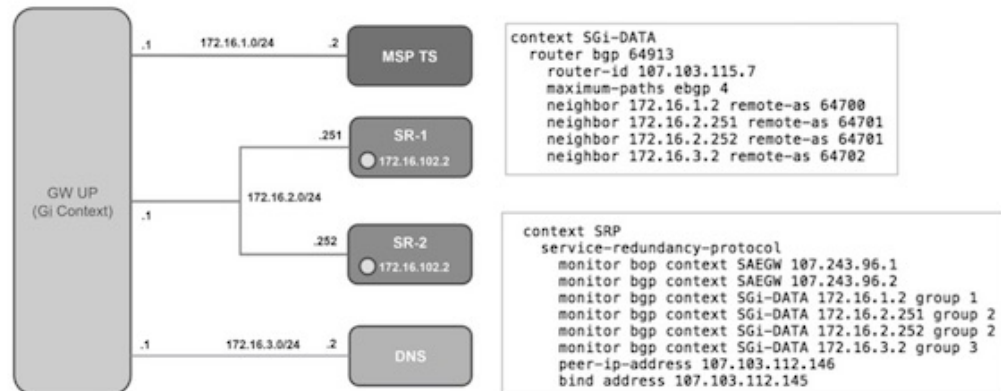 GW UP
(Gi Context)
.1
172.16.1.0/24
.2
MSP TS
.251
SR-1
172.16.102.2
.1
172.16.2.0/24
.252
SR-2
172.16.102.2
.1
172.16.3.0/24
.2
DNS
context SGi-DATA
router bgp 64913
router-id 107.103.115.7
maximum-paths ebgp 4
neighbor 172.16.1.2 remote-as 64700
neighbor 172.16.2.251 remote-as 64701
neighbor 172.16.2.252 remote-as 64701
neighbor 172.16.3.2 remote-as 64702
context SRP
service-redundancy-protocol
monitor bop context SAEGW 107.243.96.1
monitor bop context SAEGW 107.243.96.2
monitor bgp context SGi-DATA 172.16.1.2 group 1
monitor bgp context SGi-DATA 172.16.2.251 group 2
monitor bgp context SGi-DATA 172.16.2.252 group 2
monitor bgp context SGi-DATA 172.16.3.2 group 3
peer-ip-address 107.103.112.146
bind address 107.103.112.145